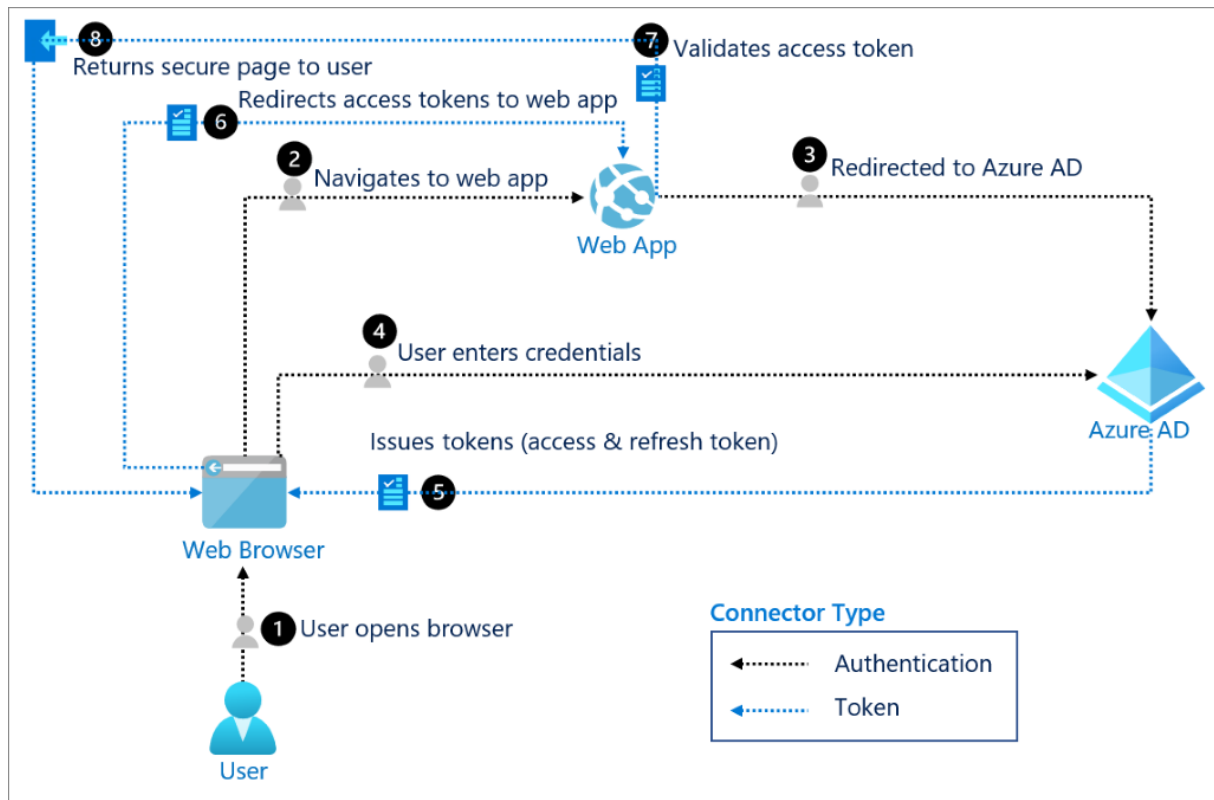 8
Returns secure page to user
7
Validates access token
6
Redirects access tokens to web app
2
Navigates to web app
3
Redirected to Azure AD
Web App
4
User enters credentials
Azure AD
Issues tokens (access & refresh token)
5
Web Browser
1
User opens browser
User
Connector Type
Authentication
Token